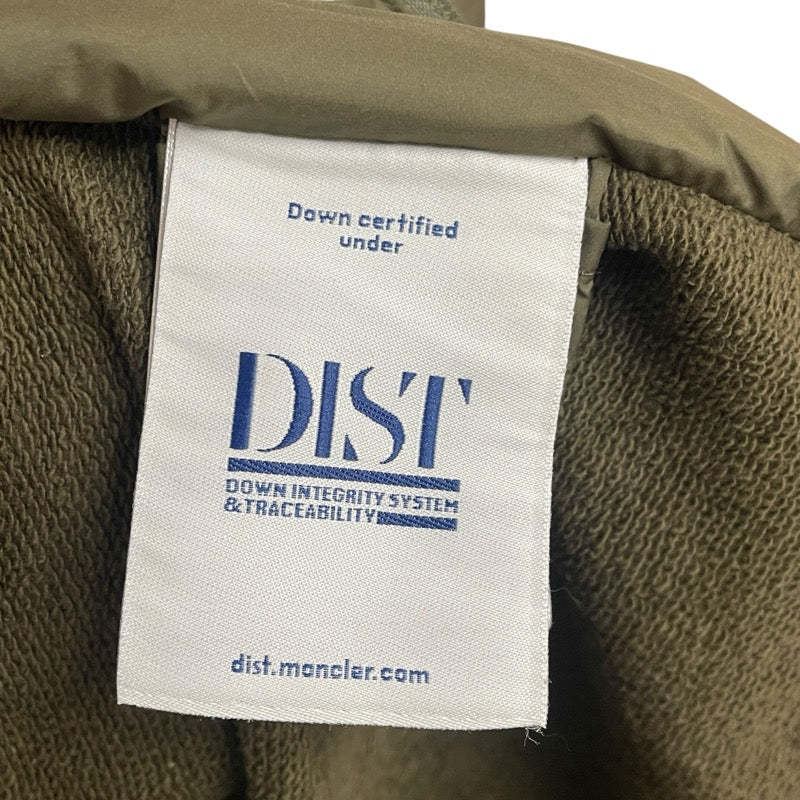 Down certified
under
DIST
DOWN INTEGRITY SYSTEM
& TRACEABILITY
dist.moncler.com